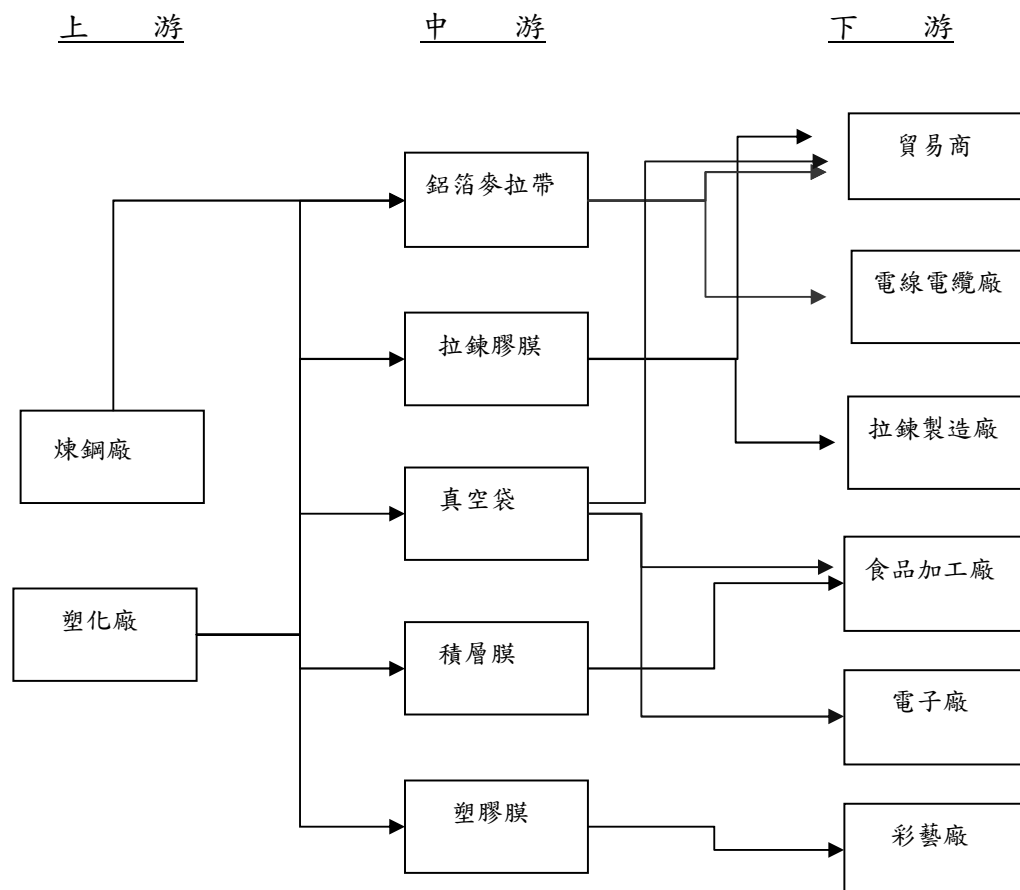 上 游
中 游
下 游
煉鋼廠
塑化廠
鋁箔麥拉帶
拉鍊膠膜
真空袋
積層膜
塑膠膜
貿易商
電線電纜廠
拉鍊製造廠
食品加工廠
電子廠
彩藝廠